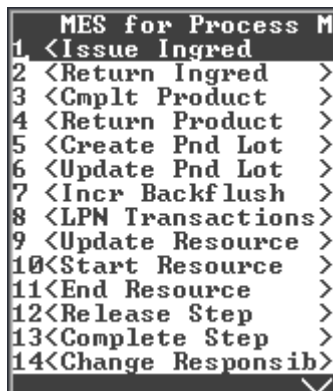 MES for Process M
1 <Issue Ingred
2 <Return Ingred >
3 <Cmplt Product >
4 <Return Product >
5 <Create Pnd Lot >
6 <Update Pnd Lot >
7 <Incr Backflush >
8 <LPN Transactions>
9 <Update Resource >
10<Start Resource >
11<End Resource >
12<Release Step >
13<Complete Step >
14<Change Responsib>